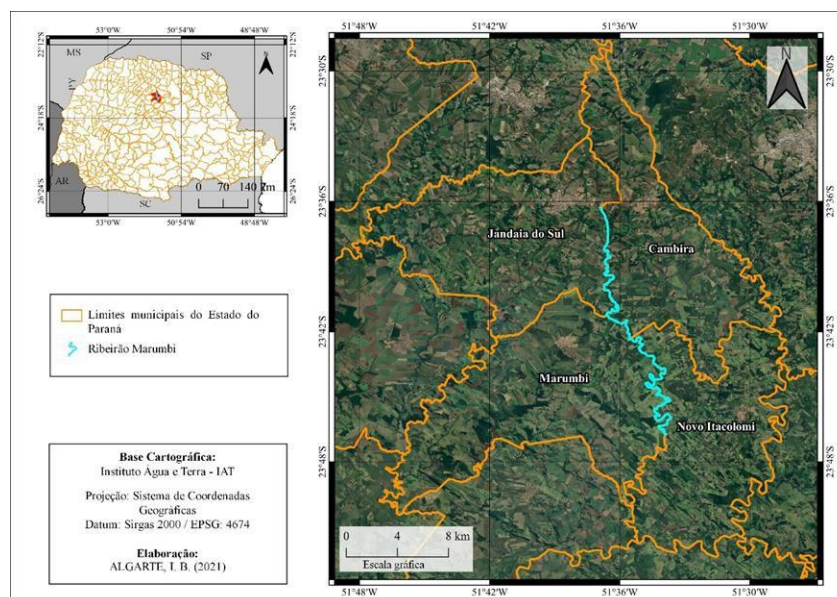 53°0'W 50°54'W 48°48'W
22°12'S
24°18'S
26°24'S
22°12'S
24°18'S
26°24'S
MS
SP
PY
AR
SC
N
0 70 140 km
53°0'W 50°54'W 48°48'W
Limites municipais do Estado do
Paraná
Ribeirão Marumbi
Base Cartográfica:
Instituto Água e Terra - IAT
Projeção: Sistema de Coordenadas
Geográficas
Datum: Sirgas 2000 / EPSG: 4674
Elaboração:
ALGARTE, I. B. (2021)
51°48'W 51°42'W 51°36'W 51°30'W
23°30'S
23°36'S
23°42'S
23°48'S
23°30'S
23°36'S
23°42'S
23°48'S
N
Jandaia do Sul
Cambira
Marumbi
Novo Itacolomi
0 4 8 km
Escala gráfica
51°48'W 51°42'W 51°36'W 51°30'W